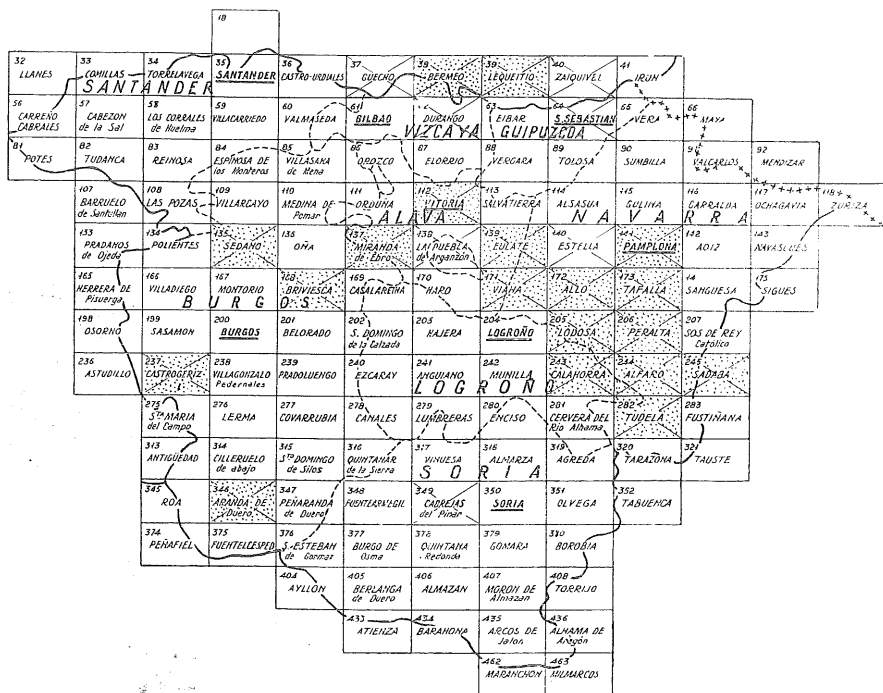 18
32 33 34 35 36 37 38 39 40 41
LLANES COMILLAS TORRELAVEGA SANTANDER CASTRO-URDIALES GUECHO BERMEO LEQUEITIO ZAIQUIVEL IRUN
SANTANDER
56 57 58 59 60 61 63 64 65 66
CARREÑO CABRALES CABEZON de la Sal LOS CORRALES de Huelma VILLACARRIEDO VALMASEDA BILBAO DURANGO EIBAR S. SEBASTIAN VERA MAYA
VIZCAYA GUIPUZCOA
81 82 83 84 85 86 87 88 89 90 91 92
POTES TUDANCA REINOSA ESPINOSA DE los Monteros VILLASANA de Mena OROZCO ELORRIO VERGARA TOLOSA SUMBILLA VALCARLOS MENDIZAR
107 108 109 110 111 112 113 114 115 116 117 118
BARRUELO de Santullan LAS POZAS VILLARCAYO MEDINA DE Pomar ORDUÑA VITORIA SALVATIERRA ALSASUA GULINA GARRALDA OCHAGAVIA ZURIZA
ALAVA NAVARRA
133 134 135 136 137 138 139 140 141 142 143
PRADANOS de Ojeda POLIENTES SEDANO OÑA MIRANDA de Ebro LA PUEBLA de Arganzon EULATE ESTELLA PAMPLONA AOIZ NAVASCUES
165 166 167 168 169 170 171 172 173 175
HERRERA DE Pisuerga VILLADIEGO MONTORIO BRIVIESCA CASALAREINA HARO VIANA ALLO TAFALLA SANGUESA SIGUES
BURGOS
198 199 200 201 202 203 204 205 206 207
OSORNO SASAMON BURGOS BELORADO S. DOMINGO de la Calzada NAJERA LOGROÑO LODOSA PERALTA SOS DE REY Católico
236 237 238 239 240 241 242 243 244 245
ASTUDILLO CASTROGERIZ VILLAGONZALO Pedernales PRADOLUENGO EZCARAY ANGUIANO MUNILLA CALAHORRA ALFARO SADABA
LOGROÑO
275 276 277 278 279 280 281 282 283
Sta MARIA del Campo LERMA COVARRUBIA CANALES LUMBRERAS ENCISO CERVERA DEL Rio Alhama TUDELA FUSTIÑANA
313 314 315 316 317 318 319 320 321
ANTIGÜEDAD CILLERUELO de abajo Sto DOMINGO de Silos QUINTANAR de la Sierra VINUESA ALMARZA AGREDA TARAZONA TAUSTE
SORIA
345 346 347 348 349 350 351 352
ROA ARANDA DE Duero PEÑARANDA de Duero FUENTEARMEGIL CABREJAS del Pinar SORIA OLVEGA TABUENCA
374 375 376 377 378 379 380
PEÑAFIEL FUENTELCESPED S. ESTEBAN de Gormaz BURGO DE Osma QUINTANA Redonda GOMARA BOROBIA
404 405 406 407 408
AYLLON BERLANGA de Duero ALMAZAN MORON DE Almazan TORRIJO
433 434 435 436
ATIENZA BARAHONA ARCOS DE Jalon ALHAMA DE Aragón
462 463
MARANCHON MILMARCOS